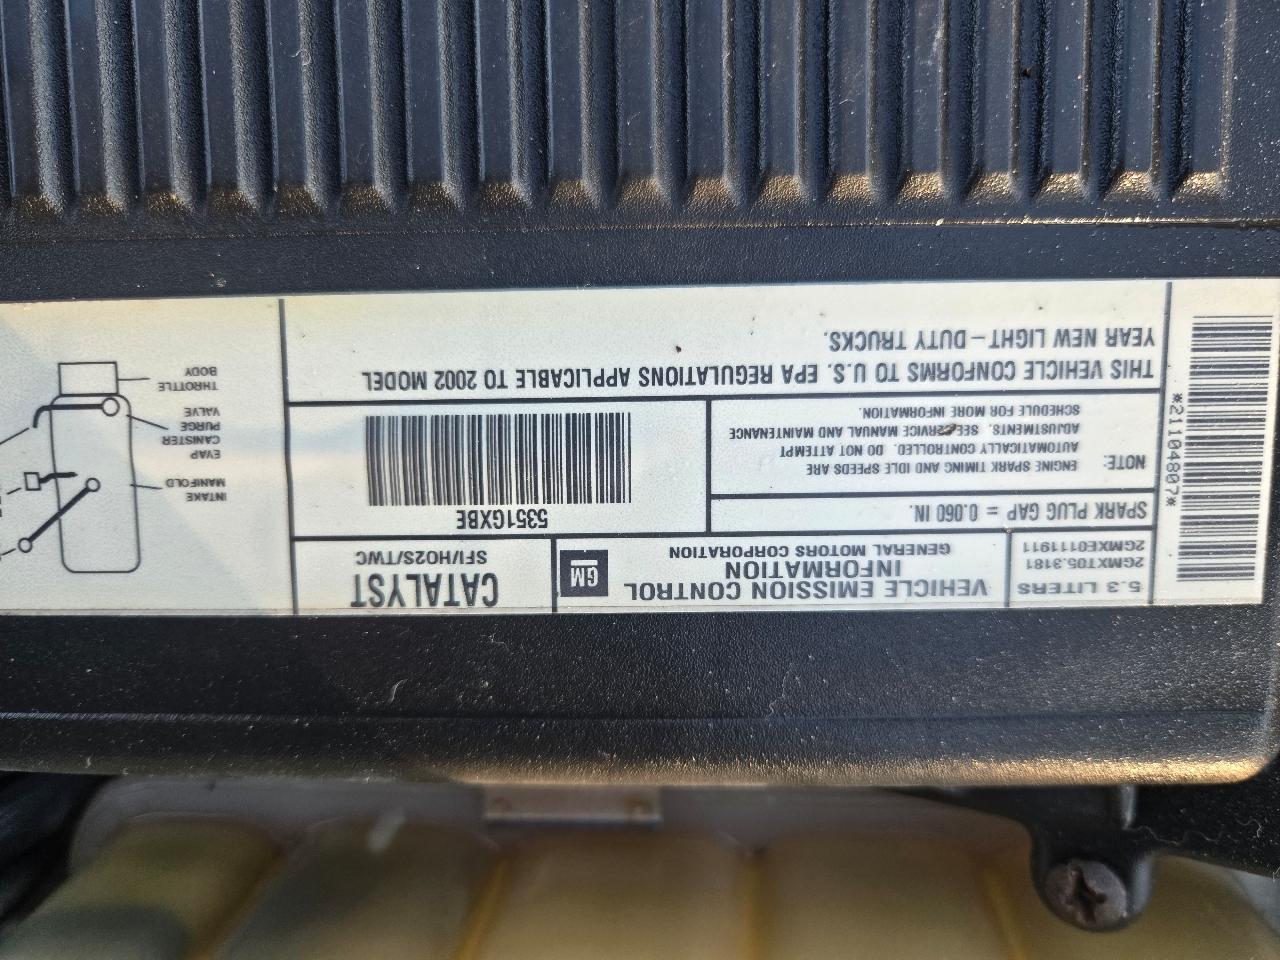 *21104807*
5.3 LITERS
2GMXT05.3181
2GMXE0111911
VEHICLE EMISSION CONTROL
INFORMATION
GENERAL MOTORS CORPORATION
GM
CATALYST
SFI/HO2S/TWC
SPARK PLUG GAP = 0.060 IN.
NOTE: ENGINE SPARK TIMING AND IDLE SPEEDS ARE
AUTOMATICALLY CONTROLLED. DO NOT ATTEMPT
ADJUSTMENTS. SEE SERVICE MANUAL AND MAINTENANCE
SCHEDULE FOR MORE INFORMATION.
5351GXBE
THIS VEHICLE CONFORMS TO U.S. EPA REGULATIONS APPLICABLE TO 2002 MODEL
YEAR NEW LIGHT-DUTY TRUCKS.
INTAKE
MANIFOLD
EVAP
CANISTER
PURGE
VALVE
THROTTLE
BODY